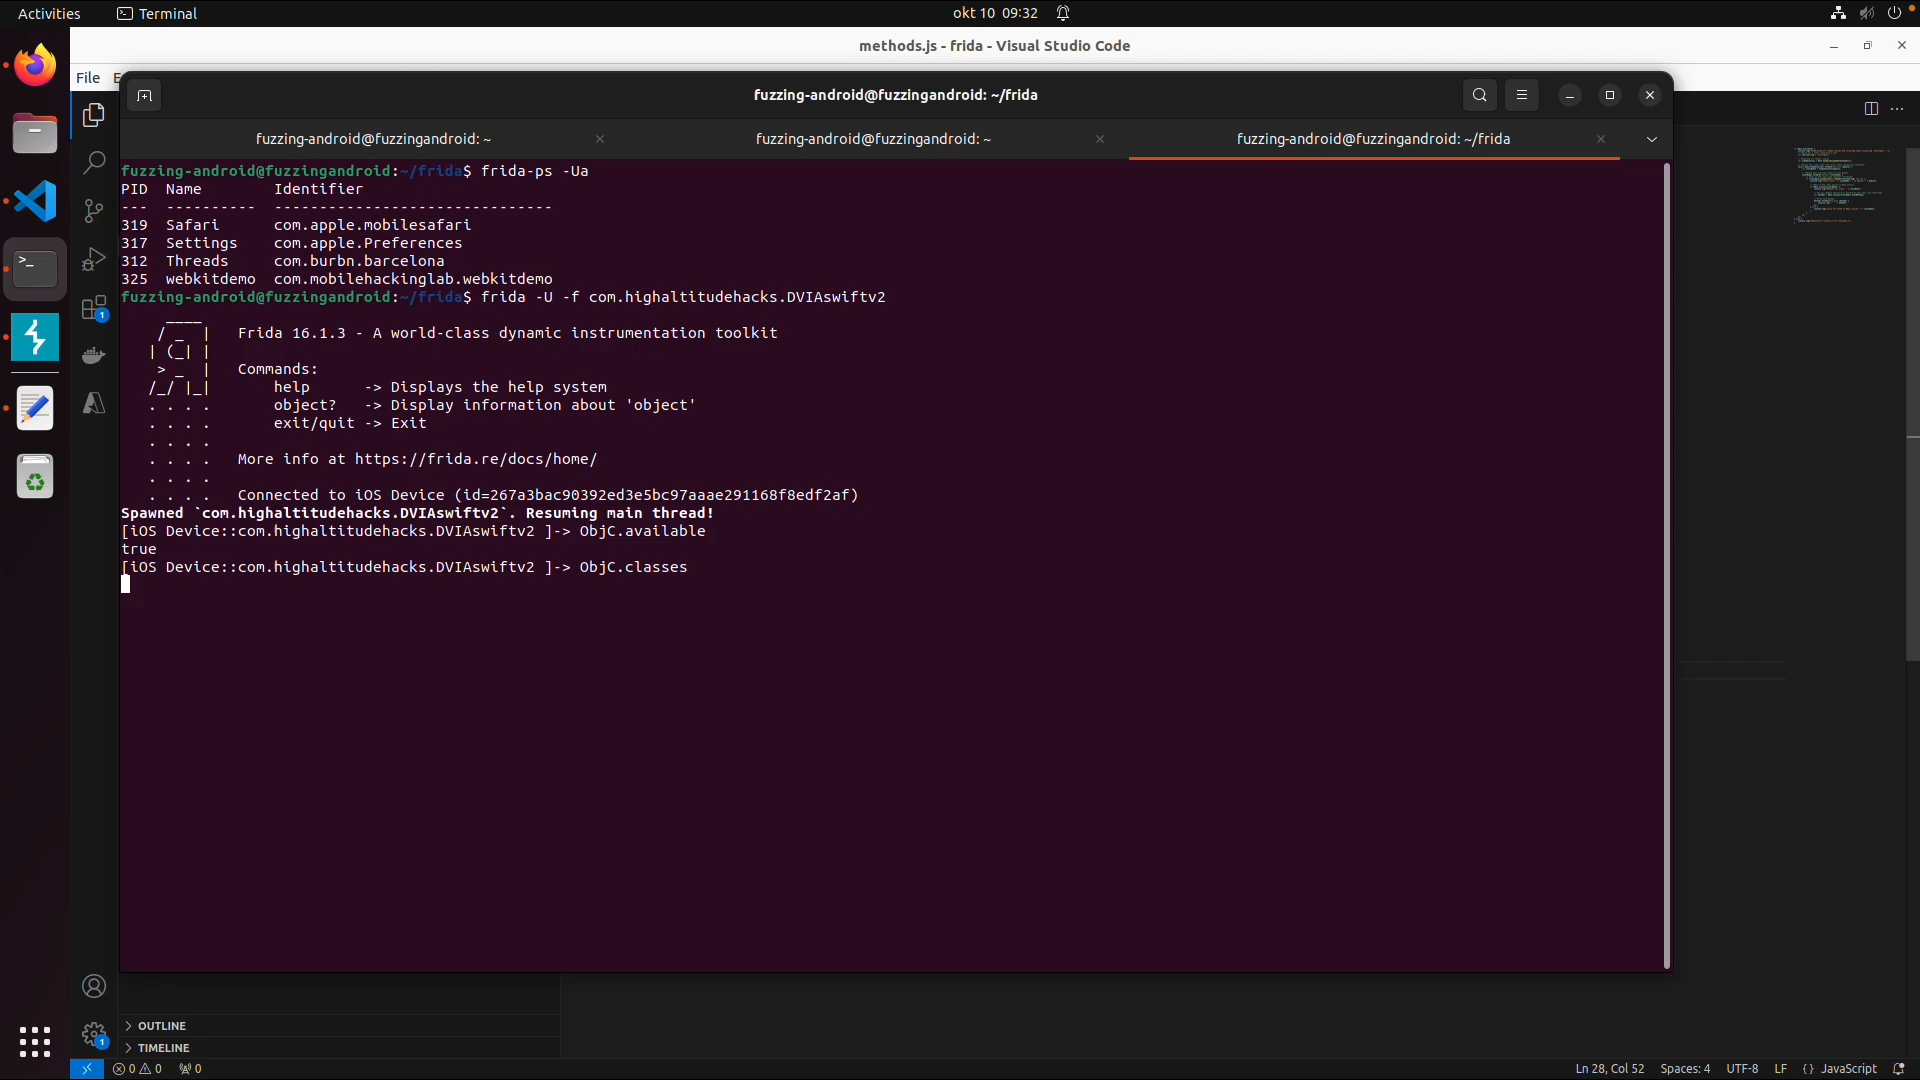 Activities
Terminal
okt 10 09:32
methods.js - frida - Visual Studio Code
File
fuzzing-android@fuzzingandroid: ~/frida
fuzzing-android@fuzzingandroid: ~
fuzzing-android@fuzzingandroid: ~
fuzzing-android@fuzzingandroid: ~/frida
fuzzing-android@fuzzingandroid:~/frida$ frida-ps -Ua
PID  Name        Identifier
---  ----------  -------------------------------
319  Safari      com.apple.mobilesafari
317  Settings    com.apple.Preferences
312  Threads     com.burbn.barcelona
325  webkitdemo  com.mobilehackinglab.webkitdemo
fuzzing-android@fuzzingandroid:~/frida$ frida -U -f com.highaltitudehacks.DVIAswiftv2
     ____
    / _  |   Frida 16.1.3 - A world-class dynamic instrumentation toolkit
   | (_| |
    > _  |   Commands:
   /_/ |_|       help      -> Displays the help system
   . . . .       object?   -> Display information about 'object'
   . . . .       exit/quit -> Exit
   . . . .
   . . . .   More info at https://frida.re/docs/home/
   . . . .
   . . . .   Connected to iOS Device (id=267a3bac90392ed3e5bc97aaae291168f8edf2af)
Spawned `com.highaltitudehacks.DVIAswiftv2`. Resuming main thread!
[iOS Device::com.highaltitudehacks.DVIAswiftv2 ]-> ObjC.available
true
[iOS Device::com.highaltitudehacks.DVIAswiftv2 ]-> ObjC.classes
OUTLINE
TIMELINE
0 0 0
Ln 28, Col 52 Spaces: 4 UTF-8 LF {} JavaScript